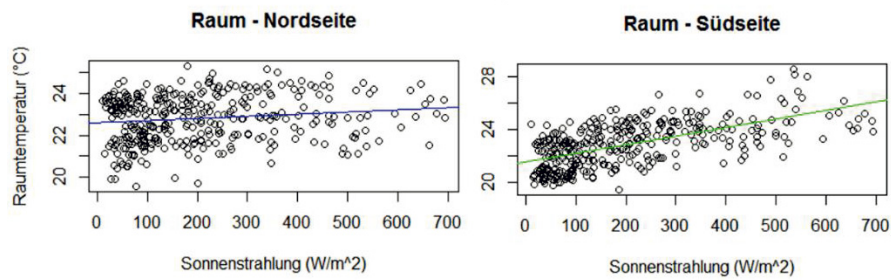 Raum - Nordseite
Raumtemperatur (°C)
24
22
20
0 100 200 300 400 500 600 700
Sonnenstrahlung (W/m^2)
Raum - Südseite
28
24
20
0 100 200 300 400 500 600 700
Sonnenstrahlung (W/m^2)